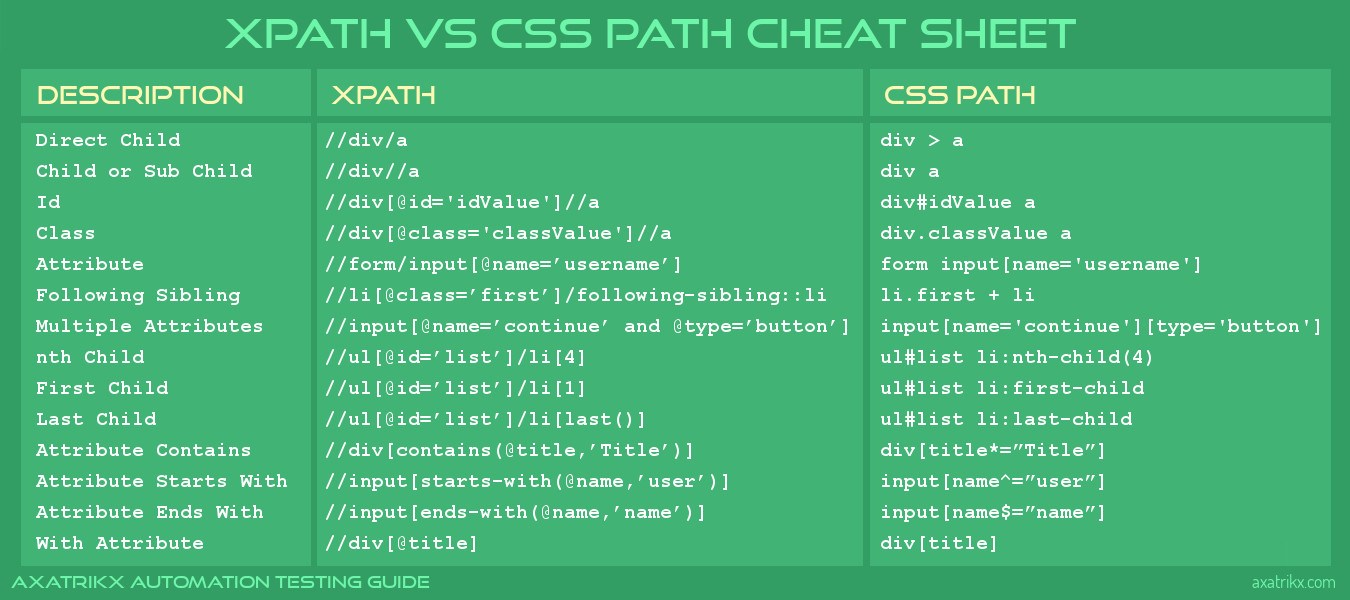 XPATH VS CSS PATH CHEAT SHEET
DESCRIPTION XPATH CSS PATH
Direct Child //div/a div > a
Child or Sub Child //div//a div a
Id //div[@id='idValue']//a div#idValue a
Class //div[@class='classValue']//a div.classValue a
Attribute //form/input[@name=’username’] form input[name='username']
Following Sibling //li[@class=’first’]/following-sibling::li li.first + li
Multiple Attributes //input[@name=’continue’ and @type=’button’] input[name='continue'][type='button']
nth Child //ul[@id=’list’]/li[4] ul#list li:nth-child(4)
First Child //ul[@id=’list’]/li[1] ul#list li:first-child
Last Child //ul[@id=’list’]/li[last()] ul#list li:last-child
Attribute Contains //div[contains(@title,’Title’)] div[title*=”Title”]
Attribute Starts With //input[starts-with(@name,’user’)] input[name^=”user”]
Attribute Ends With //input[ends-with(@name,’name’)] input[name$=”name”]
With Attribute //div[@title] div[title]
AXATRIKX AUTOMATION TESTING GUIDE axatrikx.com